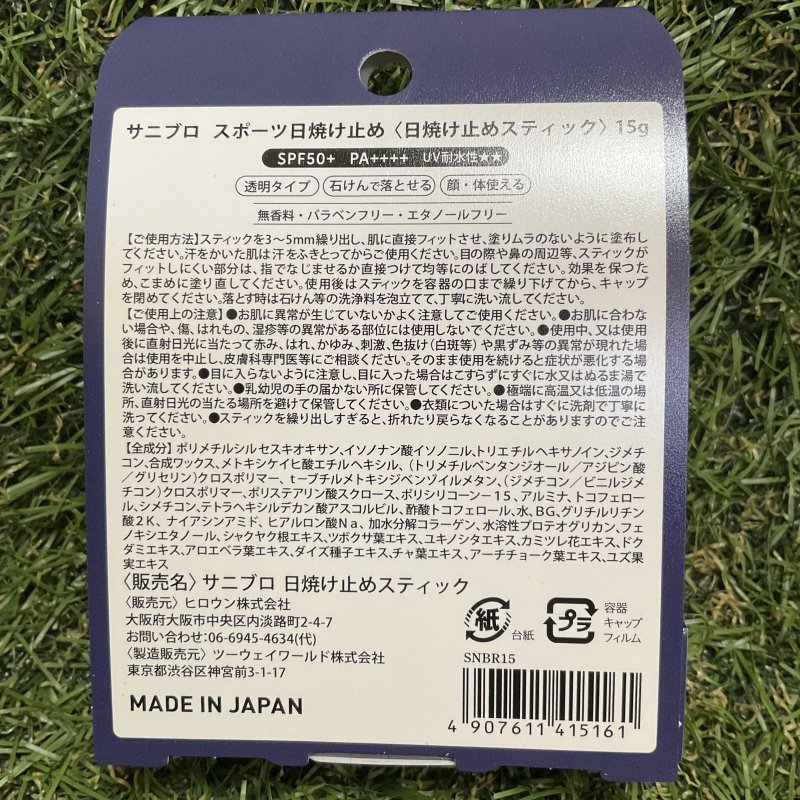 サニブロ スポーツ日焼け止め〈日焼け止めスティック〉15g
SPF50+ PA++++ UV耐水性★★
透明タイプ 石けんで落とせる 顔・体使える
無香料・パラベンフリー・エタノールフリー
【ご使用方法】スティックを3〜5mm繰り出し、肌に直接フィットさせ、塗りムラのないように塗布し
てください。汗をかいた肌は汗をふきとってからご使用ください。目の際や鼻の周辺等、スティックが
フィットしにくい部分は、指でなじませるか直接つけて均等にのばしてください。効果を保つた
め、こまめに塗り直してください。使用後はスティックを容器の口まで繰り下げてから、キャップ
を閉めてください。落とす時は石けん等の洗浄料を泡立てて、丁寧に洗い流してください。
【ご使用上の注意】●お肌に異常が生じていないかよく注意してご使用ください。●お肌に合わな
い場合や、傷、はれもの、湿疹等の異常がある部位には使用しないでください。●使用中、又は使用
後に直射日光に当たって赤み、はれ、かゆみ、刺激、色抜け(白斑等)や黒ずみ等の異常が現れた場
合は使用を中止し、皮膚科専門医等にご相談ください。そのまま使用を続けると症状が悪化する場
合があります。●目に入らないように注意し、目に入った場合はこすらずにすぐに水又はぬるま湯で
洗い流してください。●乳幼児の手の届かない所に保管してください。●極端に高温又は低温の場
所、直射日光の当たる場所を避けて保管してください。●衣類についた場合はすぐに洗剤で丁寧に
洗ってください。●スティックを繰り出しすぎると、折れたり戻らなくなることがありますのでご注
意ください。
【全成分】ポリメチルシルセスキオキサン、イソノナン酸イソノニル、トリエチルヘキサノイン、ジメチ
コン、合成ワックス、メトキシケイヒ酸エチルヘキシル、(トリメチルペンタンジオール/アジピン酸
/グリセリン)クロスポリマー、t-ブチルメトキシジベンゾイルメタン、(ジメチコン/ビニルジメ
チコン)クロスポリマー、ポリステアリン酸スクロース、ポリシリコーン-15、アルミナ、トコフェロ
ール、シメチコン、テトラヘキシルデカン酸アスコルビル、酢酸トコフェロール、水、BG、グリチルリチン
酸2K、ナイアシンアミド、ヒアルロン酸Na、加水分解コラーゲン、水溶性プロテオグリカン、フェ
ノキシエタノール、シャクヤク根エキス、ツボクサ葉エキス、ユキノシタエキス、カミツレ花エキス、ドク
ダミエキス、アロエベラ葉エキス、ダイズ種子エキス、チャ葉エキス、アーチチョーク葉エキス、ユズ果
実エキス
〈販売名〉サニブロ 日焼け止めスティック
〈販売元〉ヒロウン株式会社
大阪府大阪市中央区内淡路町2-4-7
お問い合わせ:06-6945-4634(代)
〈製造販売元〉ツーウェイワールド株式会社
東京都渋谷区神宮前3-1-17
MADE IN JAPAN
紙 台紙
プラ 容器
キャップ
フィルム
SNBR15
4 907611 415161